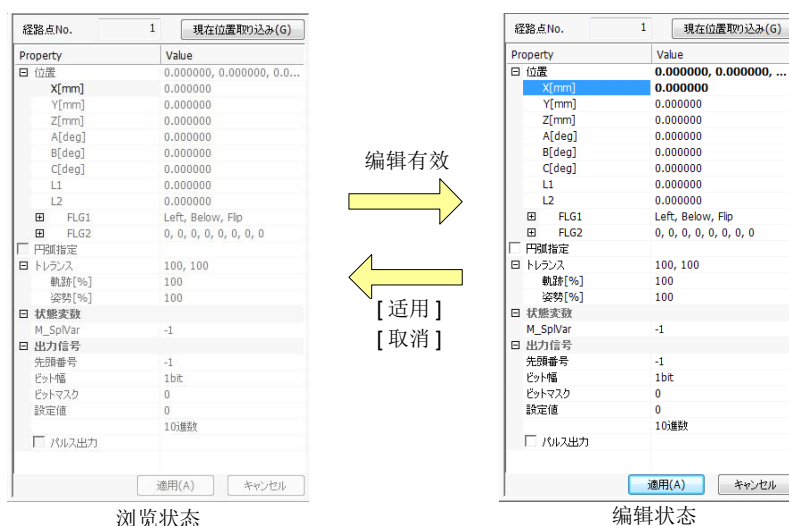 経路点No. 1 現在位置取り込み(G)
Property Value
位置 0.000000, 0.000000, 0.0...
X[mm] 0.000000
Y[mm] 0.000000
Z[mm] 0.000000
A[deg] 0.000000
B[deg] 0.000000
C[deg] 0.000000
L1 0.000000
L2 0.000000
FLG1 Left, Below, Flip
FLG2 0, 0, 0, 0, 0, 0, 0, 0
円弧指定
トレランス 100, 100
軌跡[%] 100
姿勢[%] 100
状態変数
M_SplVar -1
出力信号
先頭番号 -1
ビット幅 1bit
ビットマスク 0
設定値 0
10進数
パルス出力
適用(A) キャンセル
浏览状态
编辑有效
[ 适用 ]
[ 取消 ]
経路点No. 1 現在位置取り込み(G)
Property Value
位置 0.000000, 0.000000, ...
X[mm] 0.000000
Y[mm] 0.000000
Z[mm] 0.000000
A[deg] 0.000000
B[deg] 0.000000
C[deg] 0.000000
L1 0.000000
L2 0.000000
FLG1 Left, Below, Flip
FLG2 0, 0, 0, 0, 0, 0, 0, 0
円弧指定
トレランス 100, 100
軌跡[%] 100
姿勢[%] 100
状態変数
M_SplVar -1
出力信号
先頭番号 -1
ビット幅 1bit
ビットマスク 0
設定値 0
10進数
パルス出力
適用(A) キャンセル
编辑状态